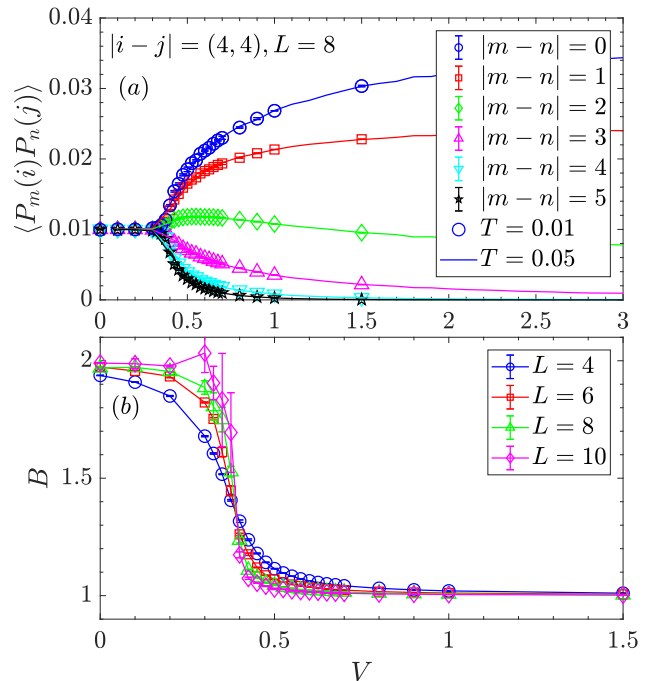 |i − j| = (4, 4), L = 8
(a)
⟨P_m(i)P_n(j)⟩
0.04
0.03
0.02
0.01
0
|m − n| = 0
|m − n| = 1
|m − n| = 2
|m − n| = 3
|m − n| = 4
|m − n| = 5
T = 0.01
T = 0.05
0 0.5 1 1.5 2 2.5 3
(b)
B
2
1.5
1
L = 4
L = 6
L = 8
L = 10
0 0.5 1 1.5
V